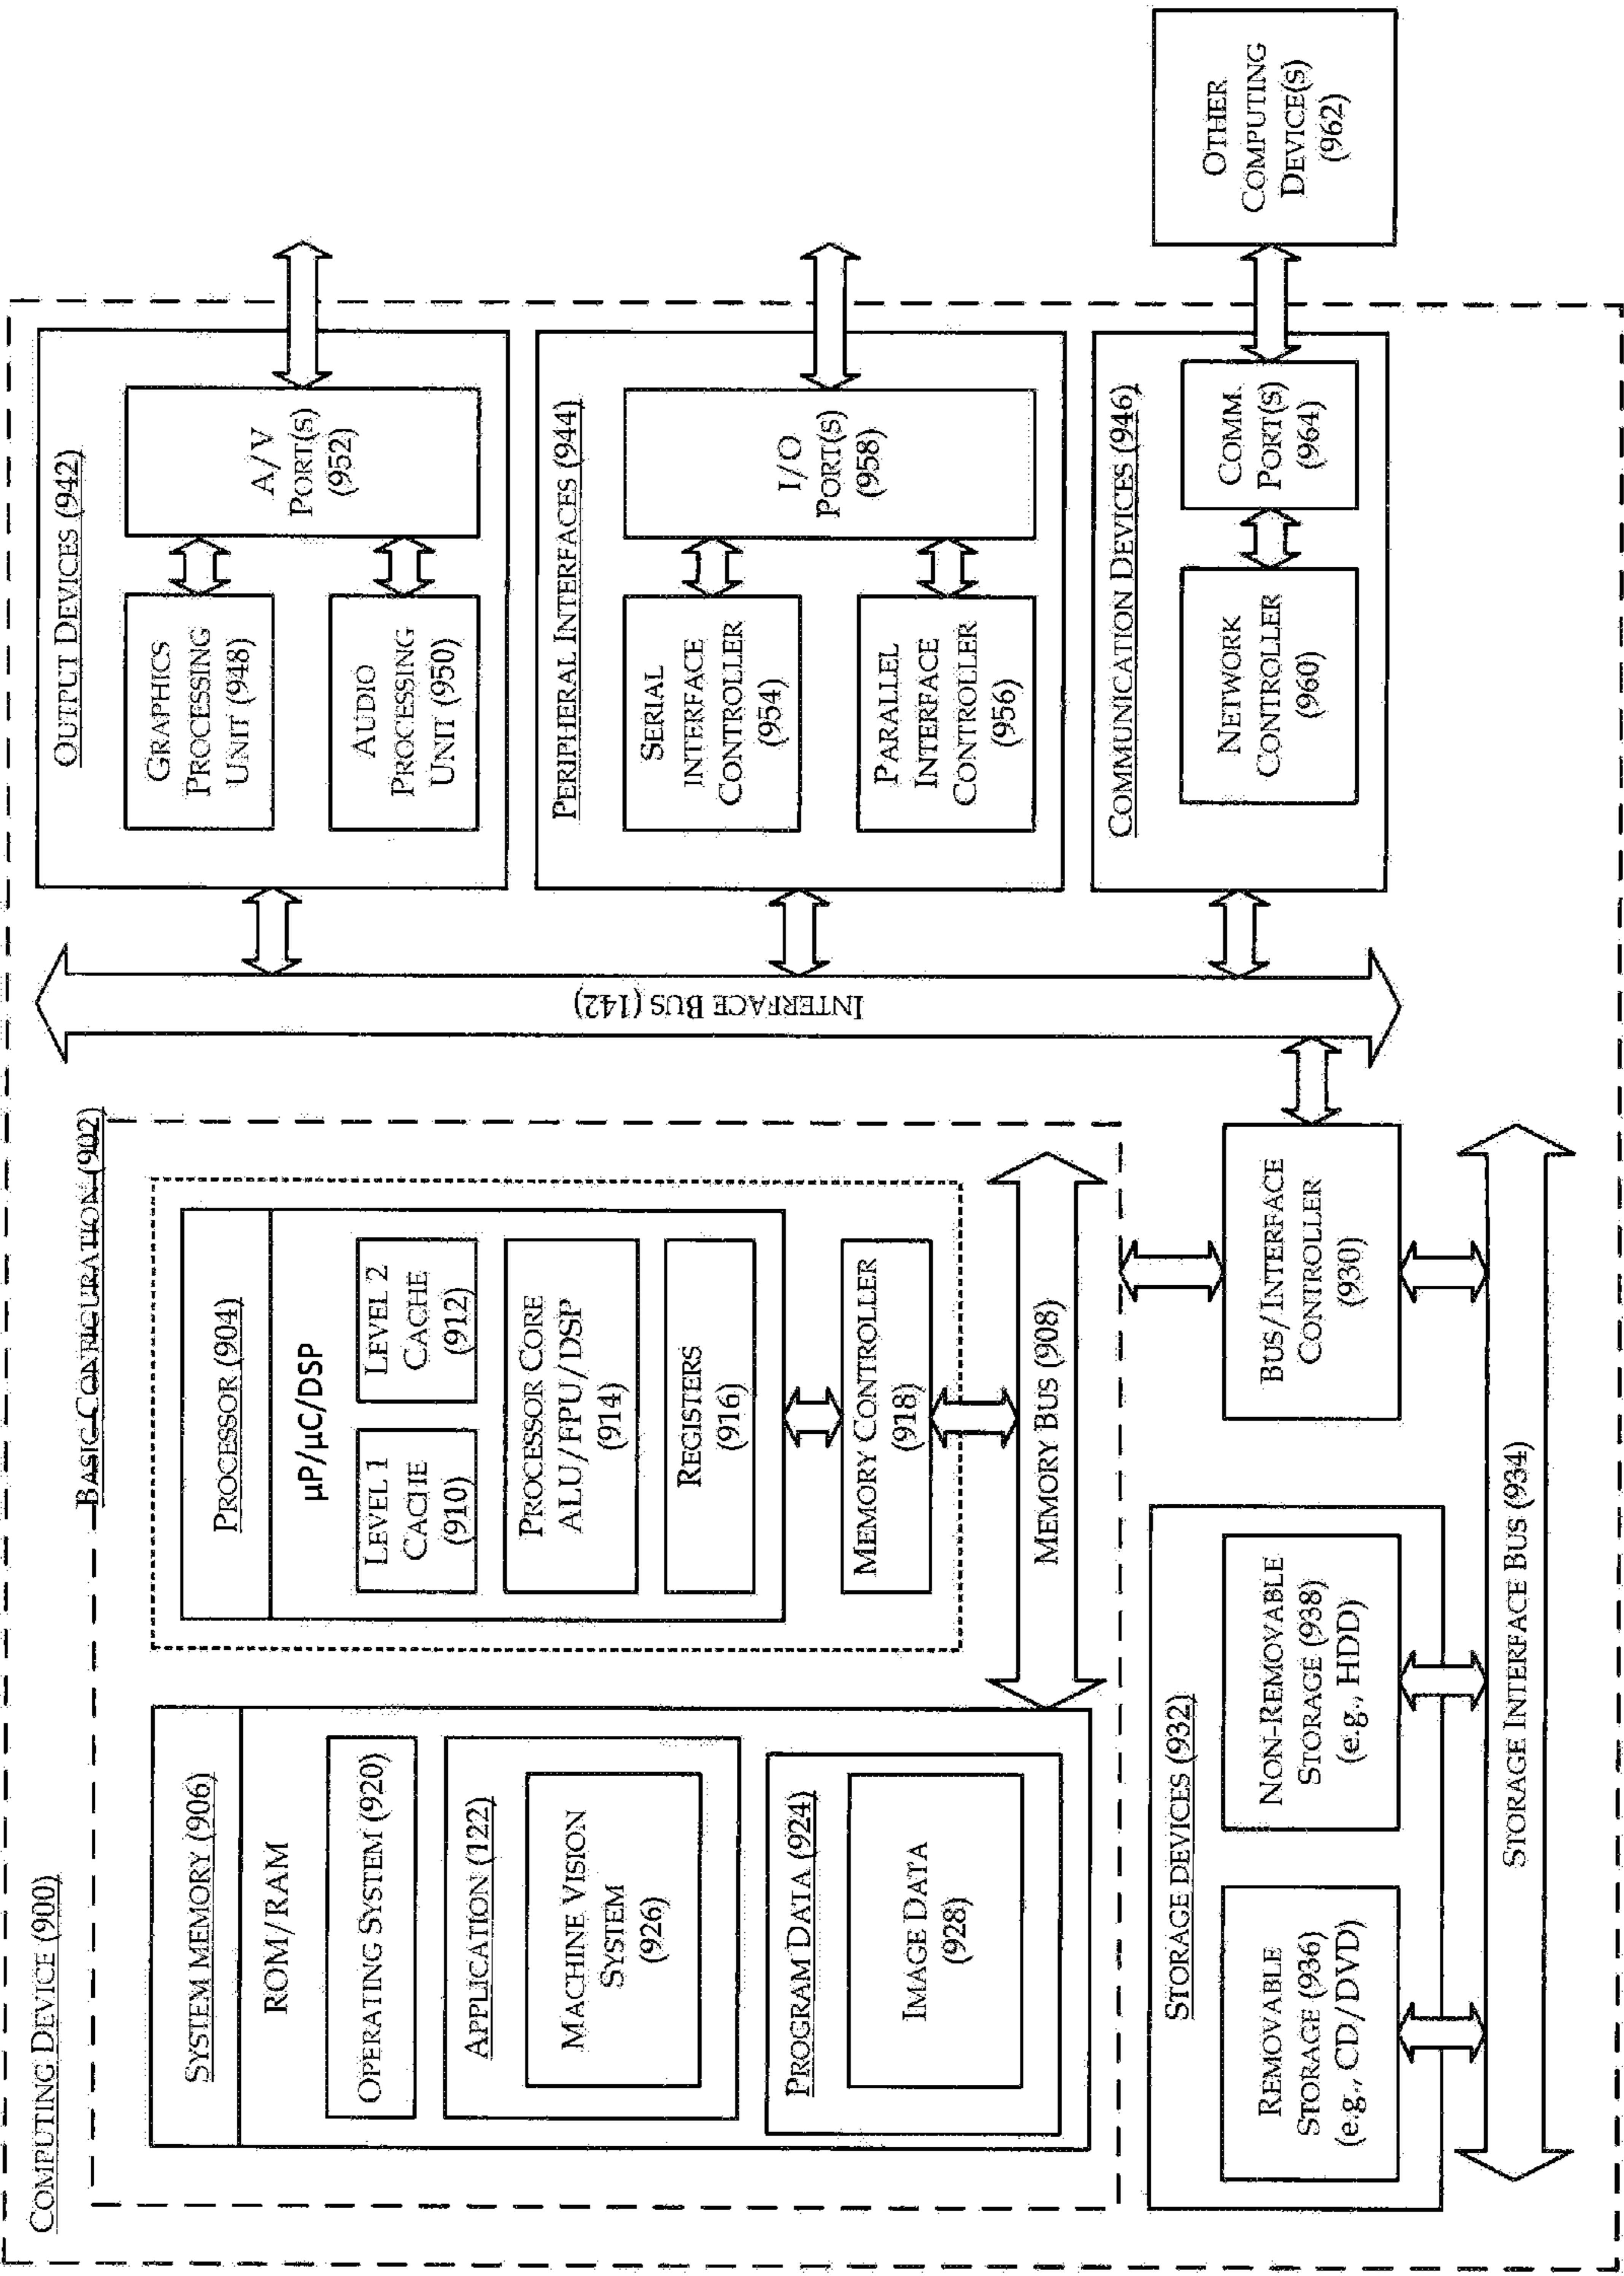 COMPUTING DEVICE (900)
BASIC CONFIGURATION (902)
SYSTEM MEMORY (906)
ROM/RAM
OPERATING SYSTEM (920)
APPLICATION (122)
MACHINE VISION
SYSTEM
(926)
PROGRAM DATA (924)
IMAGE DATA
(928)
PROCESSOR (904)
µP/µC/DSP
LEVEL 1
CACHE
(910)
LEVEL 2
CACHE
(912)
PROCESSOR CORE
ALU/FPU/DSP
(914)
REGISTERS
(916)
MEMORY CONTROLLER
(918)
MEMORY BUS (908)
BUS/INTERFACE
CONTROLLER
(930)
STORAGE DEVICES (932)
REMOVABLE
STORAGE (936)
(e.g., CD/DVD)
NON-REMOVABLE
STORAGE (938)
(e.g., HDD)
STORAGE INTERFACE BUS (934)
INTERFACE BUS (142)
OUTPUT DEVICES (942)
GRAPHICS
PROCESSING
UNIT (948)
AUDIO
PROCESSING
UNIT (950)
A/V
PORT(S)
(952)
PERIPHERAL INTERFACES (944)
SERIAL
INTERFACE
CONTROLLER
(954)
PARALLEL
INTERFACE
CONTROLLER
(956)
I/O
PORT(S)
(958)
COMMUNICATION DEVICES (946)
NETWORK
CONTROLLER
(960)
COMM.
PORT(S)
(964)
OTHER
COMPUTING
DEVICE(S)
(962)